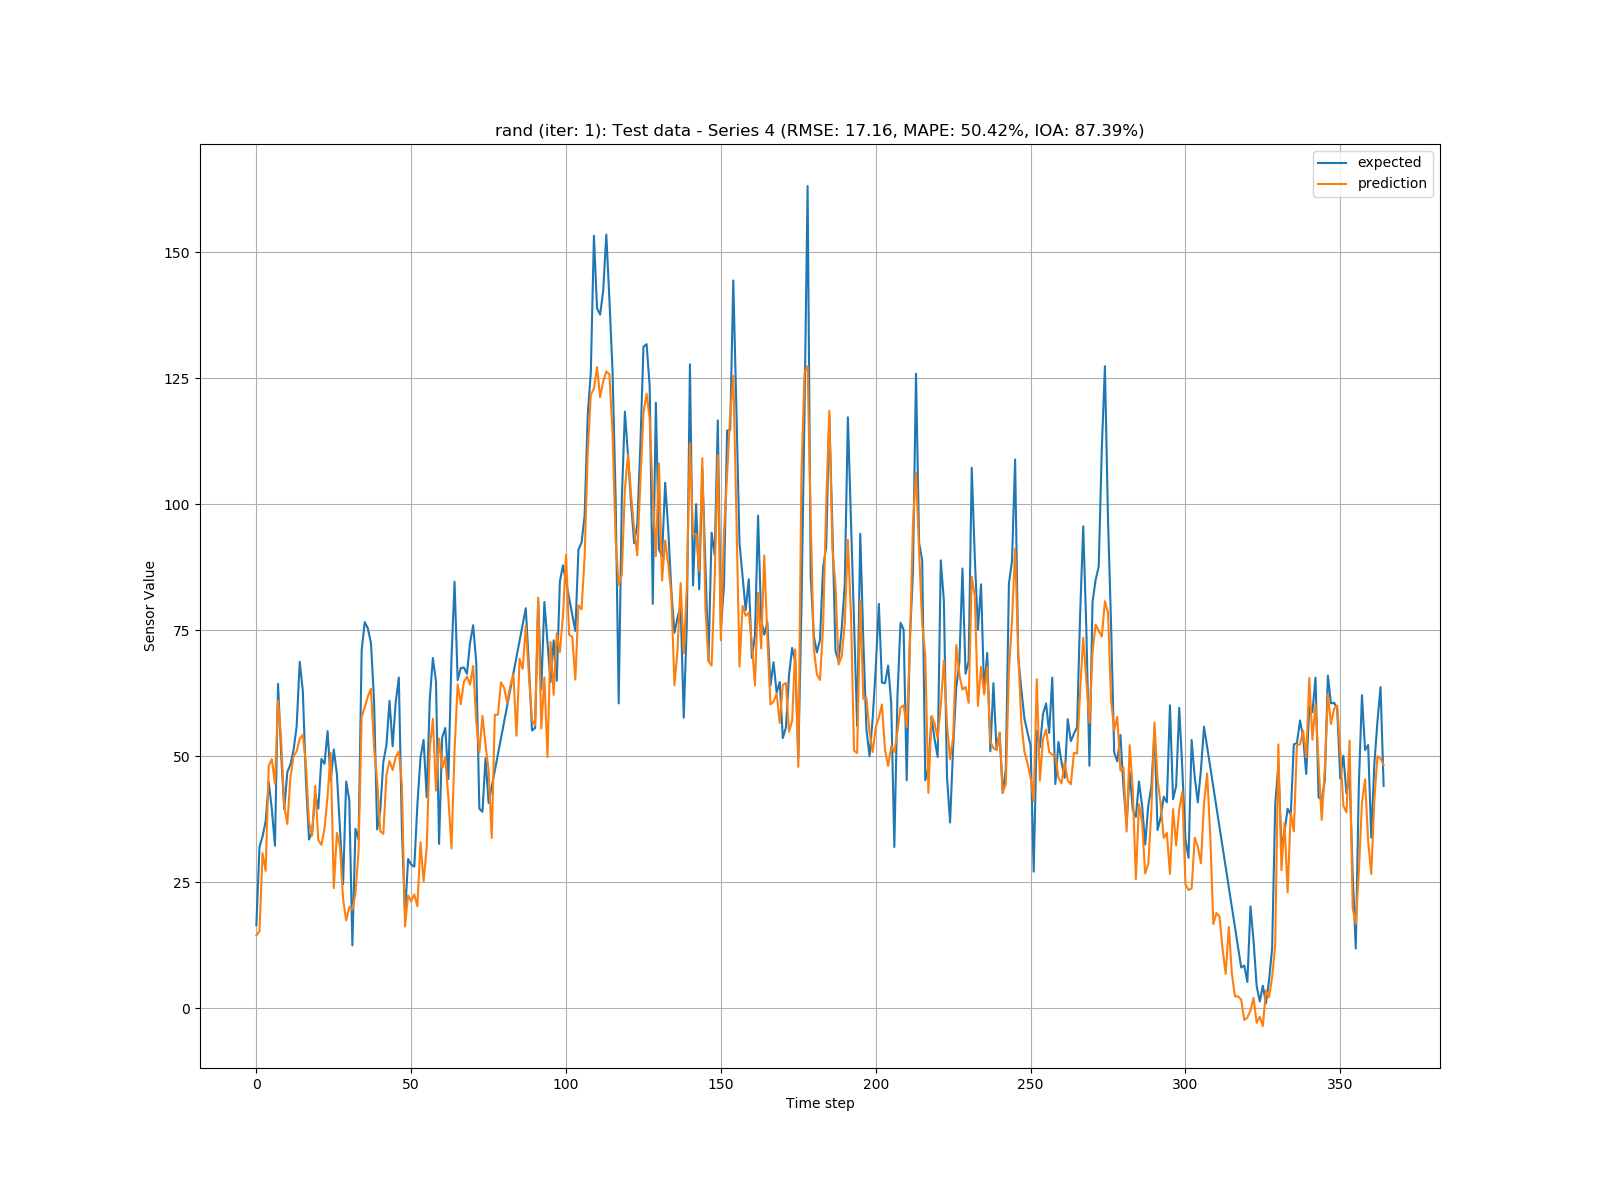 rand (iter: 1): Test data - Series 4 (RMSE: 17.16, MAPE: 50.42%, IOA: 87.39%)
expected
prediction
150
125
100
75
50
25
0
Sensor Value
0 50 100 150 200 250 300 350
Time step